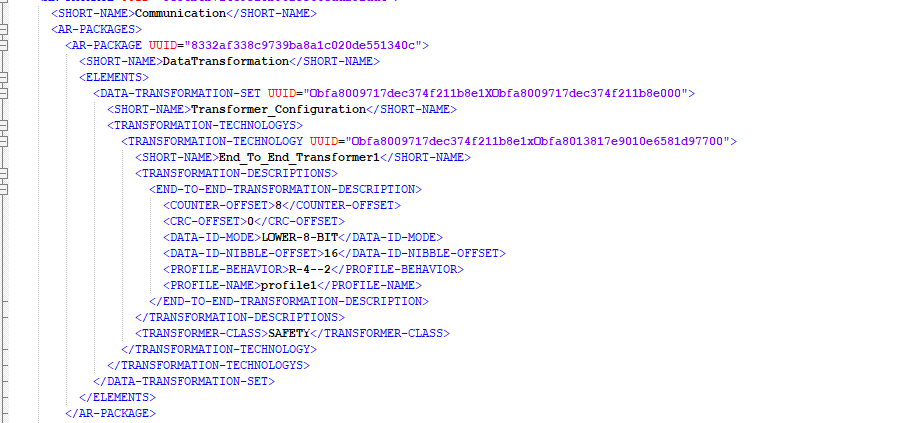 <SHORT-NAME>Communication</SHORT-NAME>
<AR-PACKAGES>
<AR-PACKAGE UUID="8332af338c9739ba8a1c020de551340c">
<SHORT-NAME>DataTransformation</SHORT-NAME>
<ELEMENTS>
<DATA-TRANSFORMATION-SET UUID="0bfa8009717dec374f211b8e1X0bfa8009717dec374f211b8e000">
<SHORT-NAME>Transformer_Configuration</SHORT-NAME>
<TRANSFORMATION-TECHNOLOGYS>
<TRANSFORMATION-TECHNOLOGY UUID="0bfa8009717dec374f211b8e1x0bfa8013817e9010e6581d97700">
<SHORT-NAME>End_To_End_Transformer1</SHORT-NAME>
<TRANSFORMATION-DESCRIPTIONS>
<END-TO-END-TRANSFORMATION-DESCRIPTION>
<COUNTER-OFFSET>8</COUNTER-OFFSET>
<CRC-OFFSET>0</CRC-OFFSET>
<DATA-ID-MODE>LOWER-8-BIT</DATA-ID-MODE>
<DATA-ID-NIBBLE-OFFSET>16</DATA-ID-NIBBLE-OFFSET>
<PROFILE-BEHAVIOR>R-4--2</PROFILE-BEHAVIOR>
<PROFILE-NAME>profile1</PROFILE-NAME>
</END-TO-END-TRANSFORMATION-DESCRIPTION>
</TRANSFORMATION-DESCRIPTIONS>
<TRANSFORMER-CLASS>SAFETY</TRANSFORMER-CLASS>
</TRANSFORMATION-TECHNOLOGY>
</TRANSFORMATION-TECHNOLOGYS>
</DATA-TRANSFORMATION-SET>
</ELEMENTS>
</AR-PACKAGE>